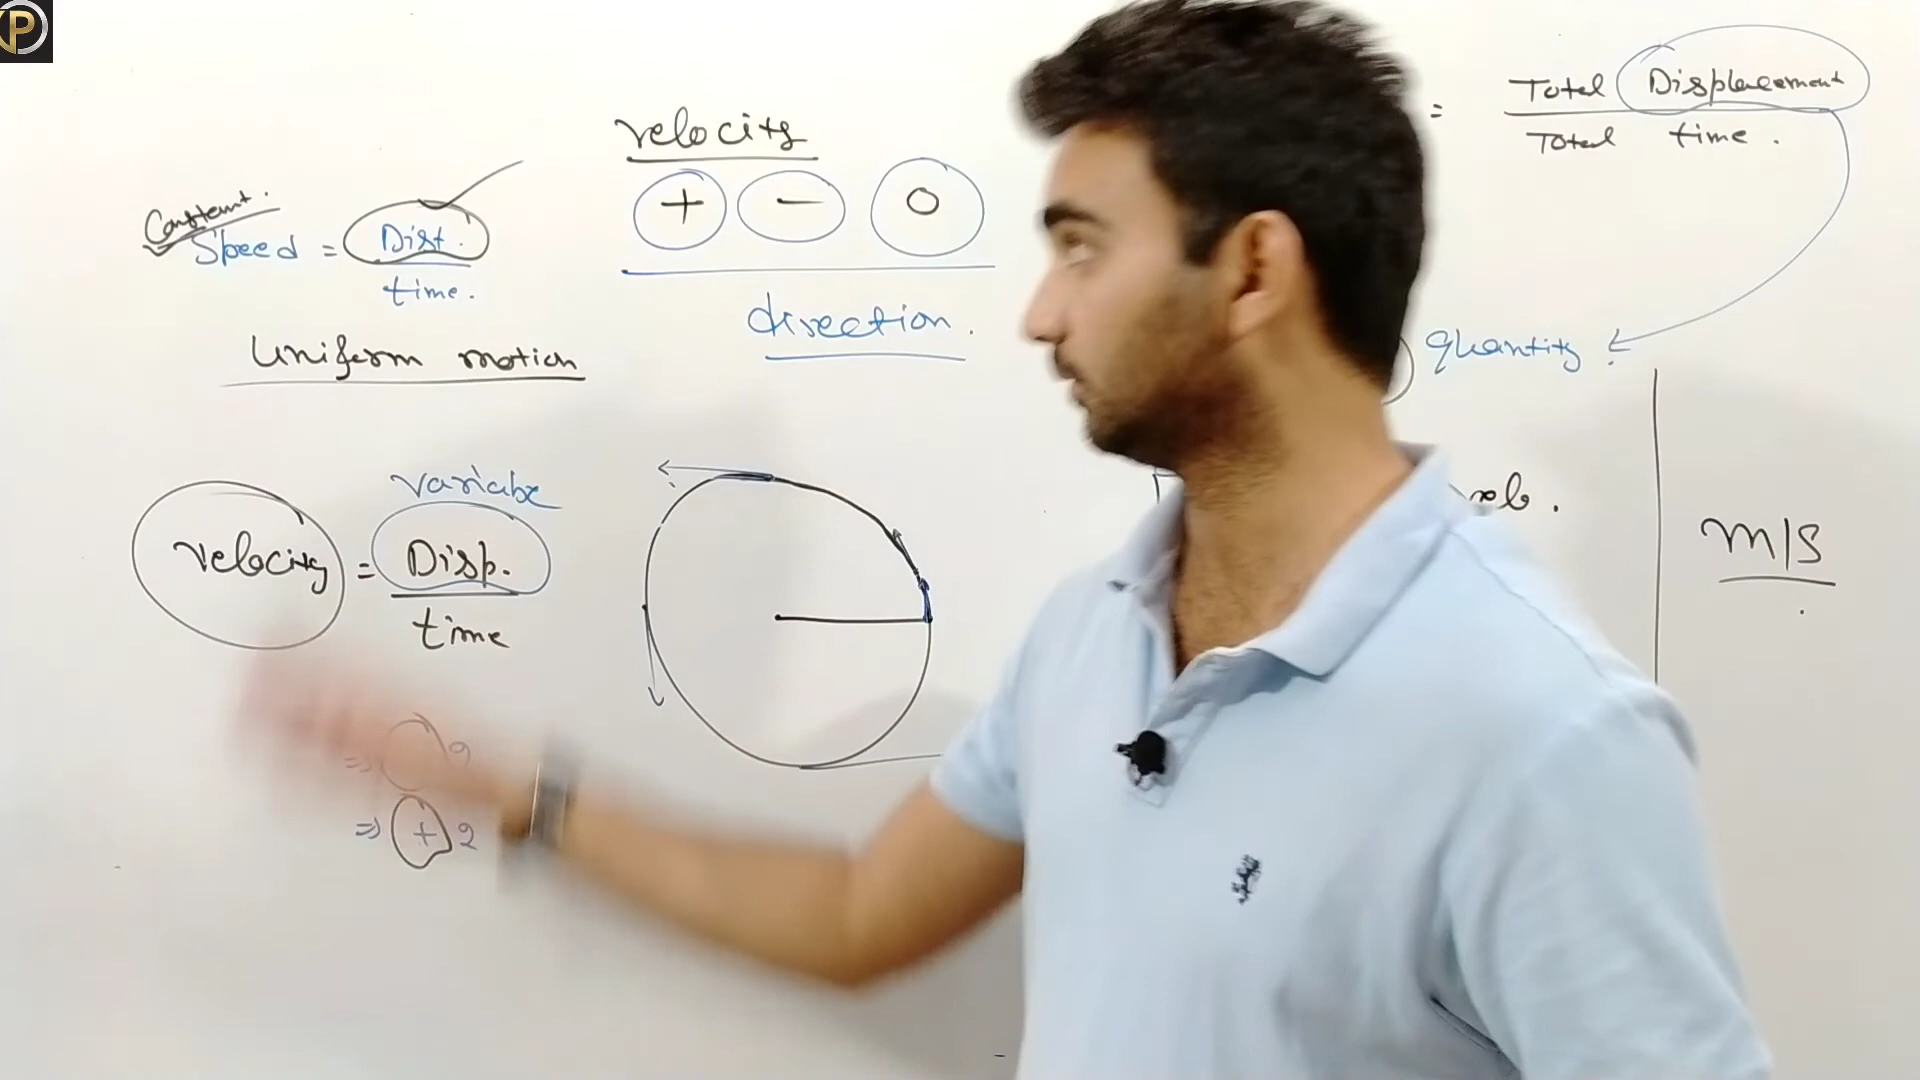 P
velocity
+ - 0
direction.
Constant.
Speed = Dist.
time.
Uniform motion
variable
velocity = Disp.
time
⇒ 9
⇒ + 2
= Total Displacement
Total time.
quantity
m/s